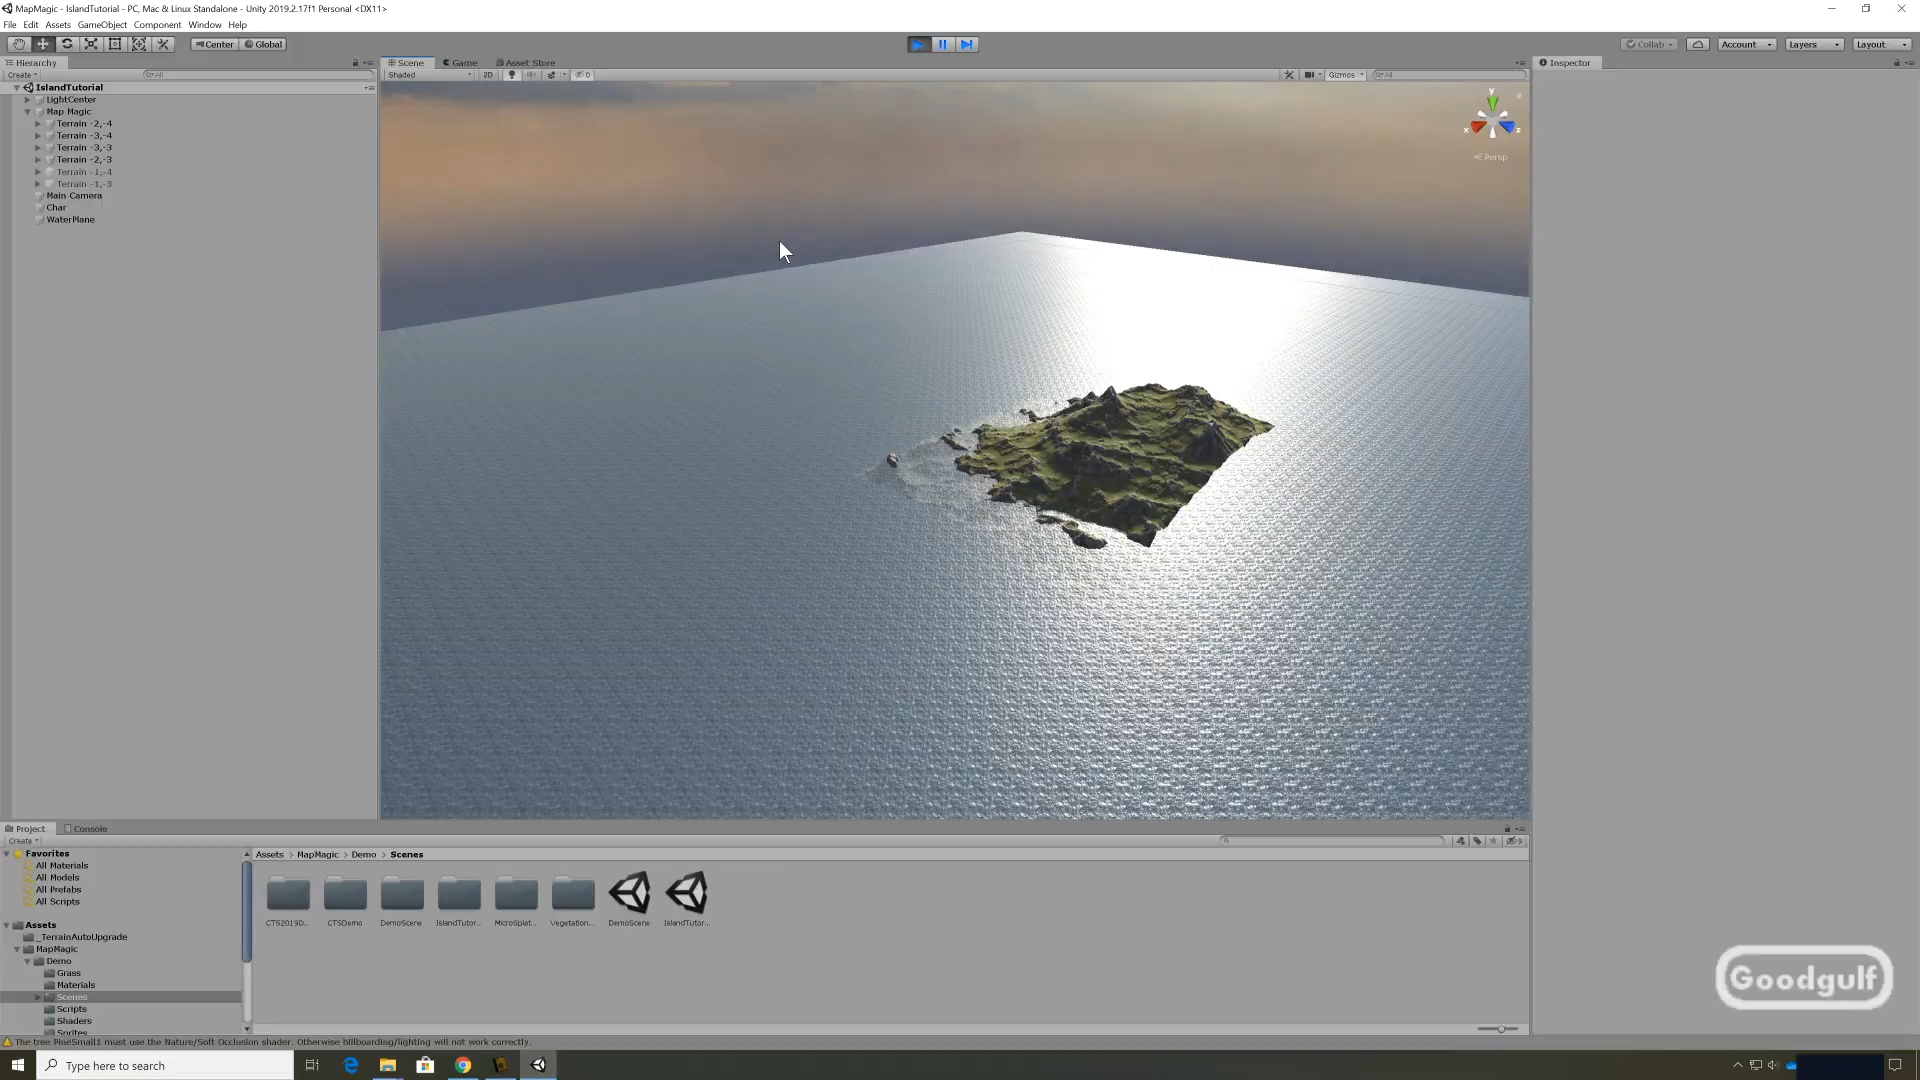 MapMagic - IslandTutorial - PC, Mac & Linux Standalone - Unity 2019.2.17f1 Personal <DX11>
File Edit Assets GameObject Component Window Help
Center Global
Collab Account Layers Layout
Hierarchy
Create All
IslandTutorial
LightCenter
Map Magic
Terrain -2,-4
Terrain -3,-4
Terrain -3,-3
Terrain -2,-3
Terrain -1,-4
Terrain -1,-3
Main Camera
Char
WaterPlane
Scene Game Asset Store
Shaded 2D 0 Gizmos All
y
x z
Persp
Inspector
Project Console
Create
9
Favorites
All Materials
All Models
All Prefabs
All Scripts
Assets
_TerrainAutoUpgrade
MapMagic
Demo
Grass
Materials
Scenes
Scripts
Shaders
Sprites
Assets > MapMagic > Demo > Scenes
CTS2019D... CTSDemo DemoScene IslandTutor... MicroSplat... Vegetation... DemoScene IslandTutor...
Goodgulf
The tree PineSmall1 must use the Nature/Soft Occlusion shader. Otherwise billboarding/lighting will not work correctly.
Type here to search